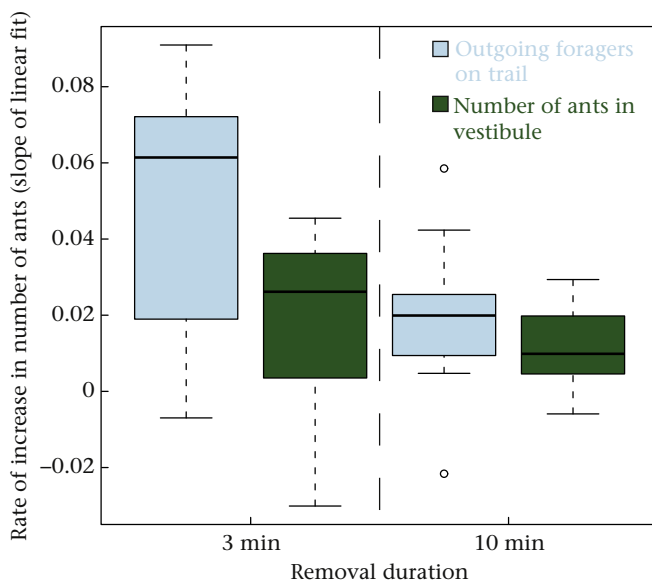 Rate of increase in number of ants (slope of linear fit)
0.08
0.06
0.04
0.02
0
–0.02
Outgoing foragers
on trail
Number of ants in
vestibule
3 min
10 min
Removal duration